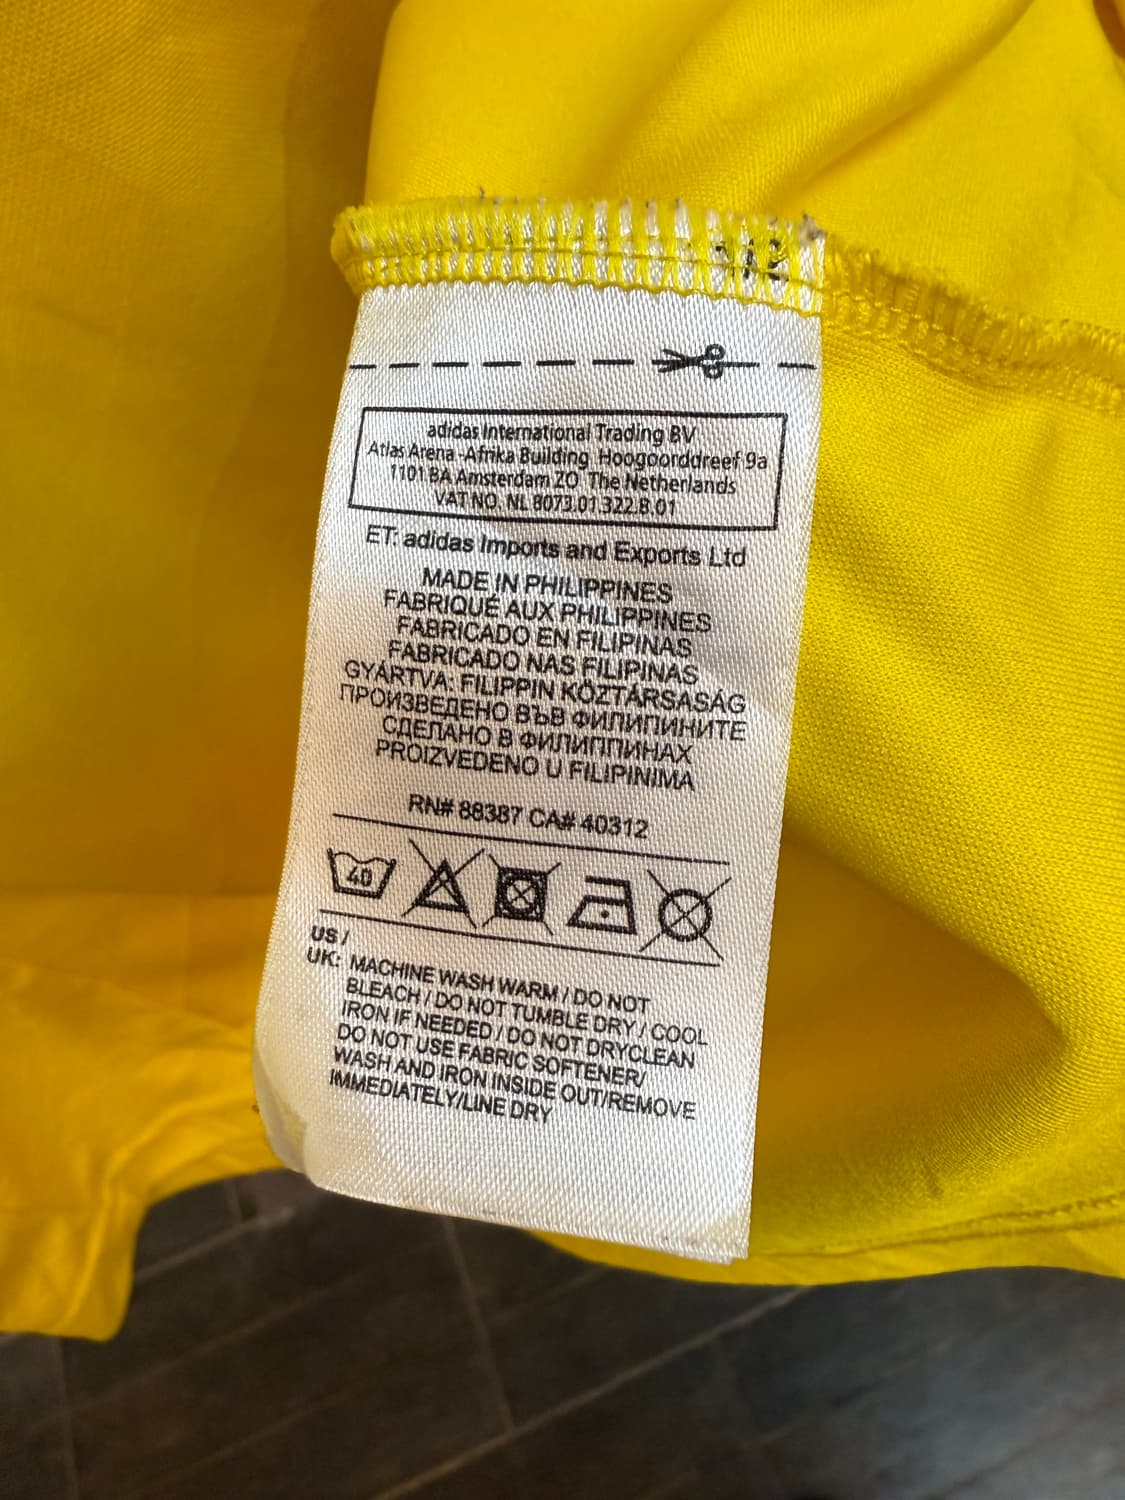 adidas International Trading BV
Atlas Arena -Afrika Building Hoogoorddreef 9a
1101 BA Amsterdam ZO The Netherlands
VAT NO. NL 8073.01.322.B.01
ET: adidas Imports and Exports Ltd
MADE IN PHILIPPINES
FABRIQUÉ AUX PHILIPPINES
FABRICADO EN FILIPINAS
FABRICADO NAS FILIPINAS
GYÁRTVA: FILIPPIN KÖZTÁRSASÁG
ПРОИЗВЕДЕНО ВЪВ ФИЛИПИНИТЕ
СДЕЛАНО В ФИЛИППИНАХ
PROIZVEDENO U FILIPINIMA
RN# 88387 CA# 40312
40
US /
UK: MACHINE WASH WARM / DO NOT
BLEACH / DO NOT TUMBLE DRY / COOL
IRON IF NEEDED / DO NOT DRYCLEAN
DO NOT USE FABRIC SOFTENER/
WASH AND IRON INSIDE OUT/REMOVE
IMMEDIATELY/LINE DRY